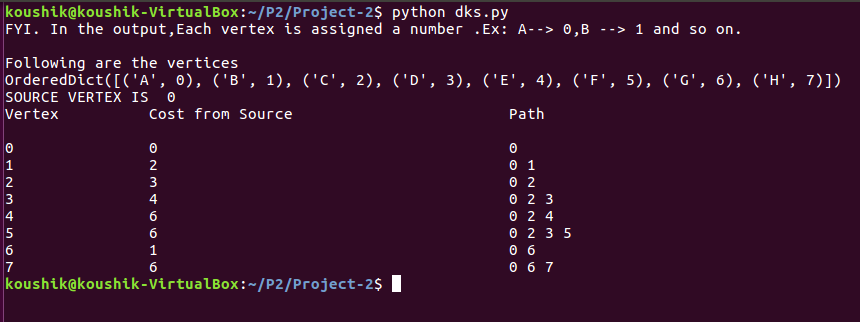 koushik@koushik-VirtualBox:~/P2/Project-2$ python dks.py
FYI. In the output,Each vertex is assigned a number .Ex: A--> 0,B --> 1 and so on.
Following are the vertices
OrderedDict([('A', 0), ('B', 1), ('C', 2), ('D', 3), ('E', 4), ('F', 5), ('G', 6), ('H', 7)])
SOURCE VERTEX IS  0
Vertex Cost from Source Path
0 0 0
1 2 0 1
2 3 0 2
3 4 0 2 3
4 6 0 2 4
5 6 0 2 3 5
6 1 0 6
7 6 0 6 7
koushik@koushik-VirtualBox:~/P2/Project-2$